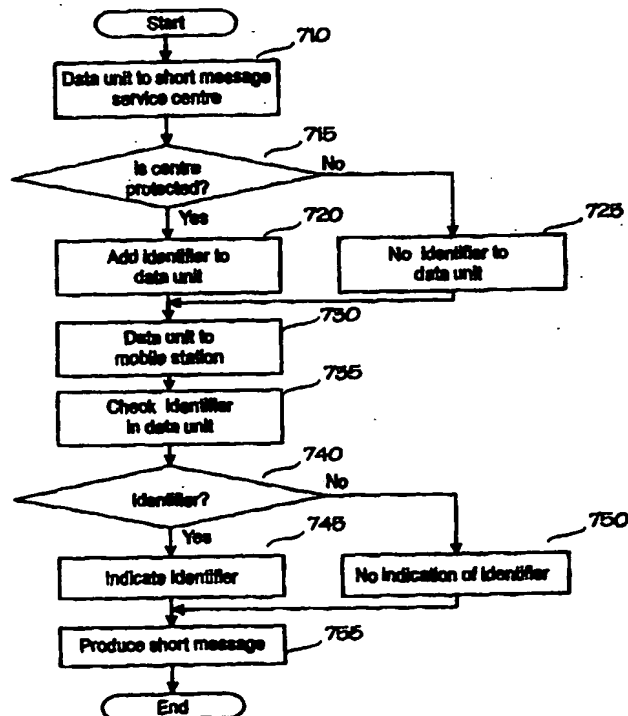 Start
710
Data unit to short message
service centre
715
Is centre
protected?
No
Yes
720
725
Add identifier to
data unit
No identifier to
data unit
730
Data unit to
mobile station
735
Check identifier
in data unit
740
Identifier?
No
Yes
745
750
Indicate identifier
No indication of identifier
755
Produce short message
End